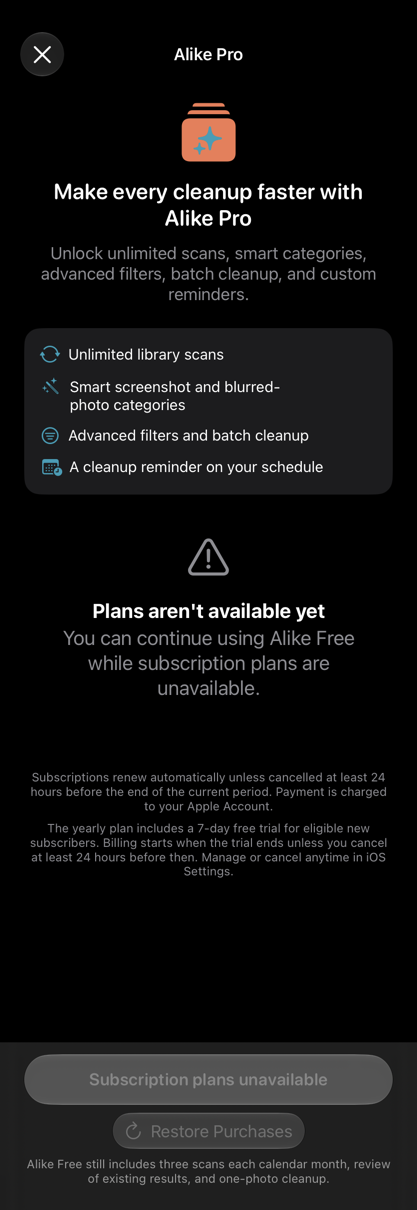 Alike Pro
Make every cleanup faster with
Alike Pro
Unlock unlimited scans, smart categories,
advanced filters, batch cleanup, and custom
reminders.
Unlimited library scans
Smart screenshot and blurred-
photo categories
Advanced filters and batch cleanup
A cleanup reminder on your schedule
Plans aren't available yet
You can continue using Alike Free
while subscription plans are
unavailable.
Subscriptions renew automatically unless cancelled at least 24
hours before the end of the current period. Payment is charged
to your Apple Account.
The yearly plan includes a 7-day free trial for eligible new
subscribers. Billing starts when the trial ends unless you cancel
at least 24 hours before then. Manage or cancel anytime in iOS
Settings.
Subscription plans unavailable
Restore Purchases
Alike Free still includes three scans each calendar month, review
of existing results, and one-photo cleanup.